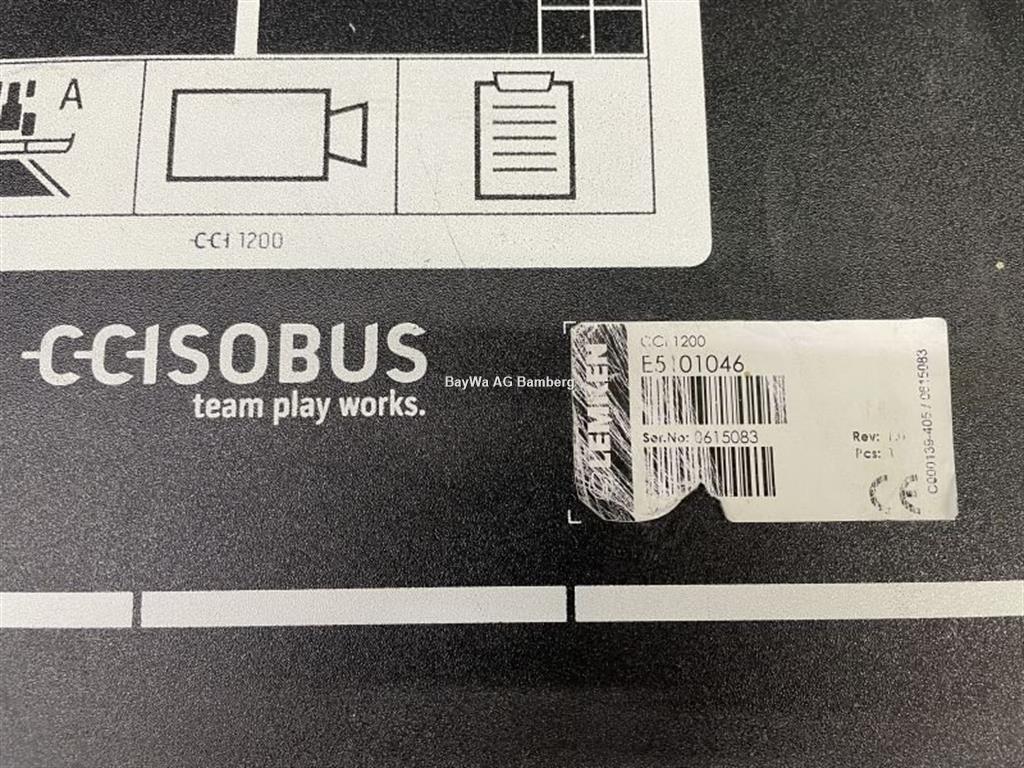 A
CCI 1200
CCISOBUS
team play works.
BayWa AG Bamberg
LEMKEN
CCI 1200
E5101046
Ser.No: 0615083
Rev:
Pcs: 1
CE
C000139-405 / 0615083